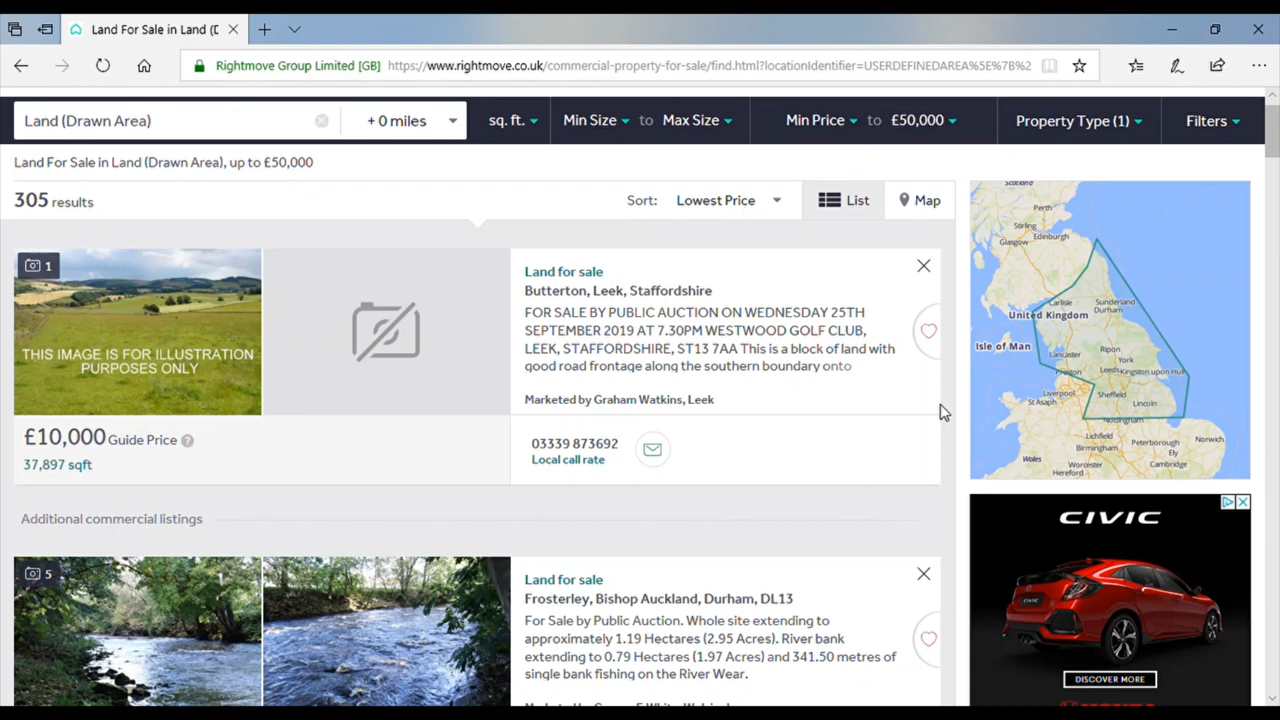 Land For Sale in Land (D
Rightmove Group Limited [GB] https://www.rightmove.co.uk/commercial-property-for-sale/find.html?locationIdentifier=USERDEFINEDAREA%5E%7B%2
Land (Drawn Area)
+ 0 miles
sq. ft.
Min Size
to
Max Size
Min Price
to
£50,000
Property Type (1)
Filters
Land For Sale in Land (Drawn Area), up to £50,000
305 results
Sort:
Lowest Price
List
Map
1
THIS IMAGE IS FOR ILLUSTRATION
PURPOSES ONLY
£10,000 Guide Price ?
37,897 sqft
Land for sale
Butterton, Leek, Staffordshire
FOR SALE BY PUBLIC AUCTION ON WEDNESDAY 25TH
SEPTEMBER 2019 AT 7.30PM WESTWOOD GOLF CLUB,
LEEK, STAFFORDSHIRE, ST13 7AA This is a block of land with
good road frontage along the southern boundary onto
Marketed by Graham Watkins, Leek
03339 873692
Local call rate
Additional commercial listings
5
Land for sale
Frosterley, Bishop Auckland, Durham, DL13
For Sale by Public Auction. Whole site extending to
approximately 1.19 Hectares (2.95 Acres). River bank
extending to 0.79 Hectares (1.97 Acres) and 341.50 metres of
single bank fishing on the River Wear.
Scotland
Perth
Stirling
Edinburgh
Glasgow
Carlisle
Sunderland
Durham
United Kingdom
Isle of Man
Lancaster
Ripon
York
Preston
Leeds
Kingston upon Hull
Liverpool
Sheffield
St Asaph
Lincoln
Nottingham
Lichfield
Norwich
Birmingham
Peterborough
Ely
Wales
Worcester
Cambridge
Hereford
CIVIC
CIVIC
DISCOVER MORE